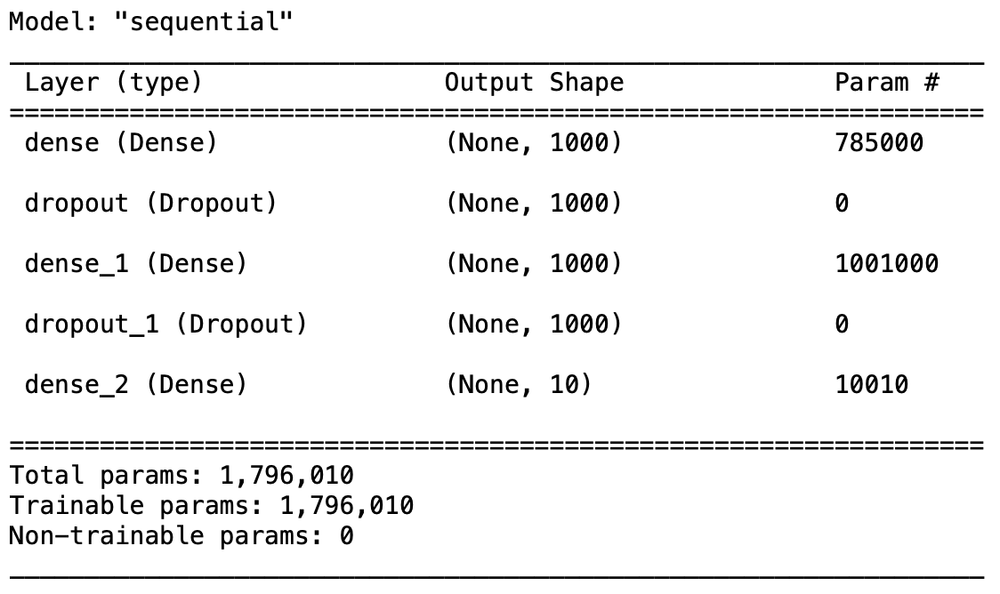 Model: "sequential"
Layer (type) Output Shape Param #
dense (Dense) (None, 1000) 785000
dropout (Dropout) (None, 1000) 0
dense_1 (Dense) (None, 1000) 1001000
dropout_1 (Dropout) (None, 1000) 0
dense_2 (Dense) (None, 10) 10010
Total params: 1,796,010
Trainable params: 1,796,010
Non-trainable params: 0